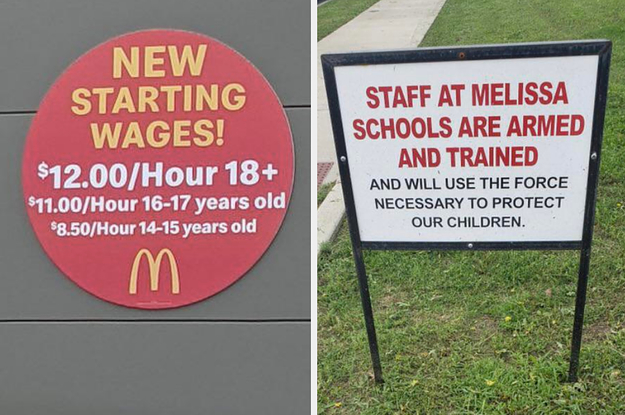 NEW
STARTING
WAGES!
$12.00/Hour 18+
$11.00/Hour 16-17 years old
$8.50/Hour 14-15 years old
STAFF AT MELISSA
SCHOOLS ARE ARMED
AND TRAINED
AND WILL USE THE FORCE
NECESSARY TO PROTECT
OUR CHILDREN.